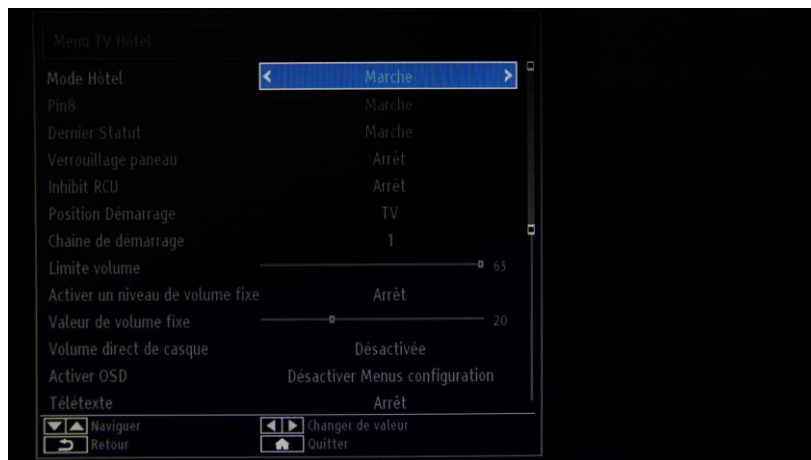 Menu TV Hôtel
Mode Hôtel Marche
Pin8 Marche
Dernier Statut Marche
Verrouillage paneau Arrêt
Inhibit RCU Arrêt
Position Démarrage TV
Chaine de démarrage 1
Limite volume 63
Activer un niveau de volume fixe Arrêt
Valeur de volume fixe 20
Volume direct de casque Désactivée
Activer OSD Désactiver Menus configuration
Télétexte Arrêt
Naviguer Changer de valeur
Retour Quitter